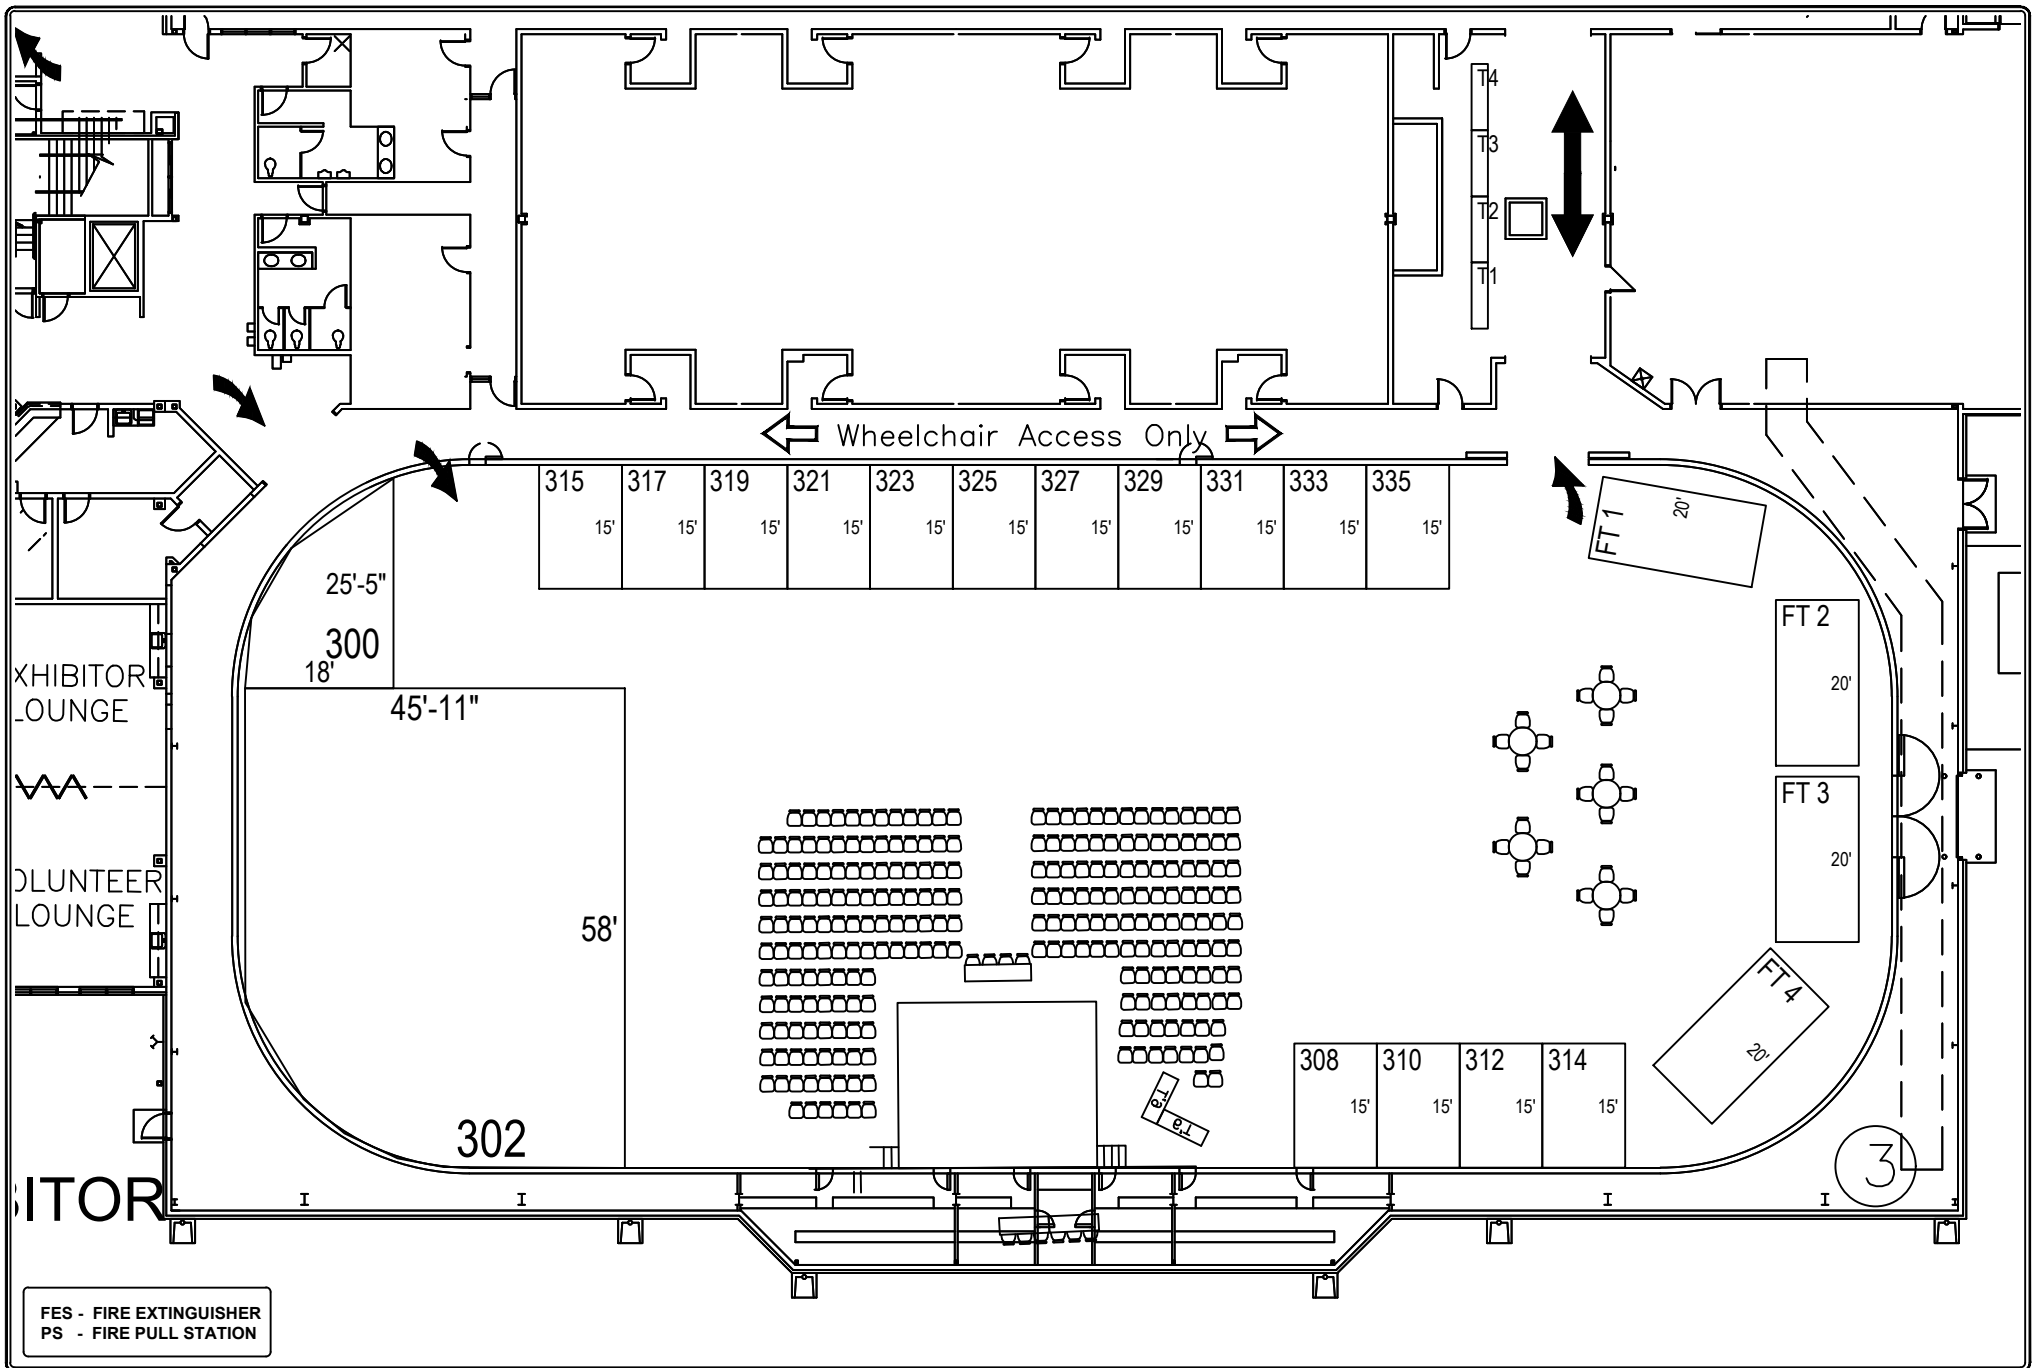 T4
T3
T2
T1
Wheelchair Access Only
315 317 319 321 323 325 327 329 331 333 335
15' 15' 15' 15' 15' 15' 15' 15' 15' 15' 15'
FT 1
20'
25'-5"
300
18'
45'-11"
FT 2
20'
XHIBITOR
LOUNGE
FT 3
20'
OLUNTEER
LOUNGE
58'
FT 4
20'
308 310 312 314
15' 15' 15' 15'
r'a
r'a
302
3
BITOR
FES - FIRE EXTINGUISHER
PS - FIRE PULL STATION